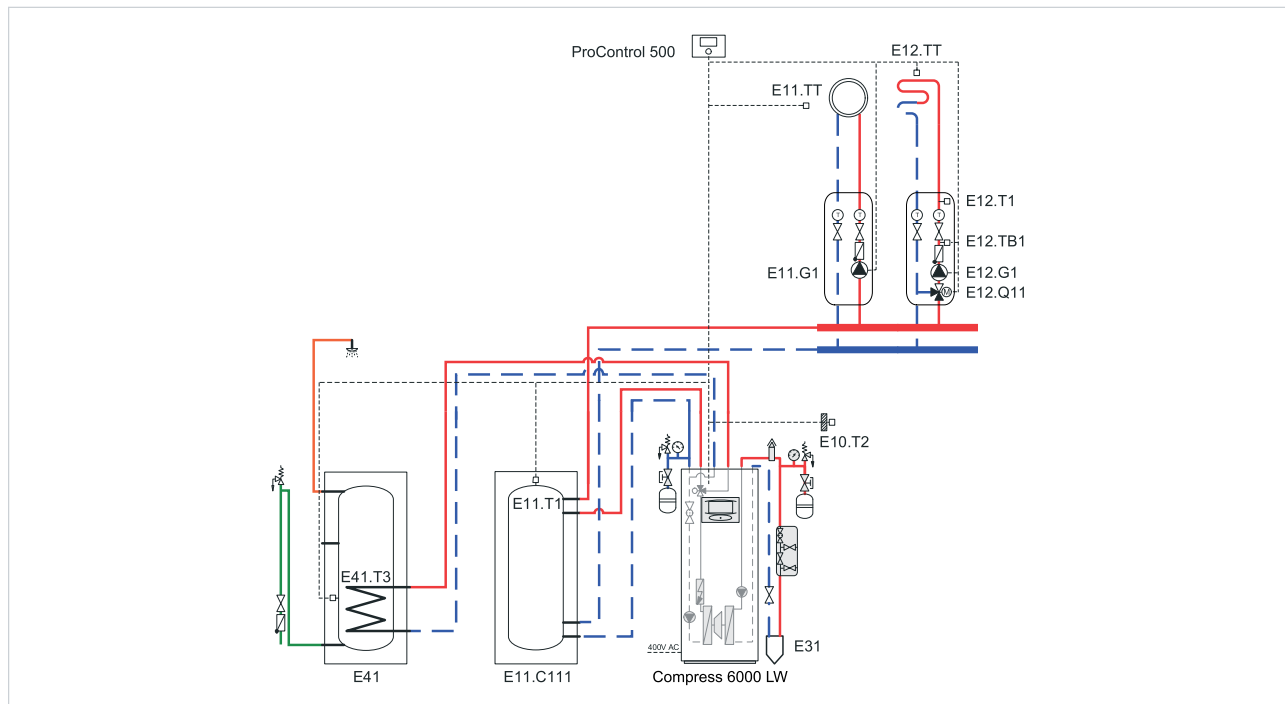 ProControl 500
E12.TT
E11.TT
T
T
T
T
E12.T1
E12.TB1
E11.G1
E12.G1
M
E12.Q11
E10.T2
E11.T1
E41.T3
400V AC
E31
E41
E11.C111
Compress 6000 LW